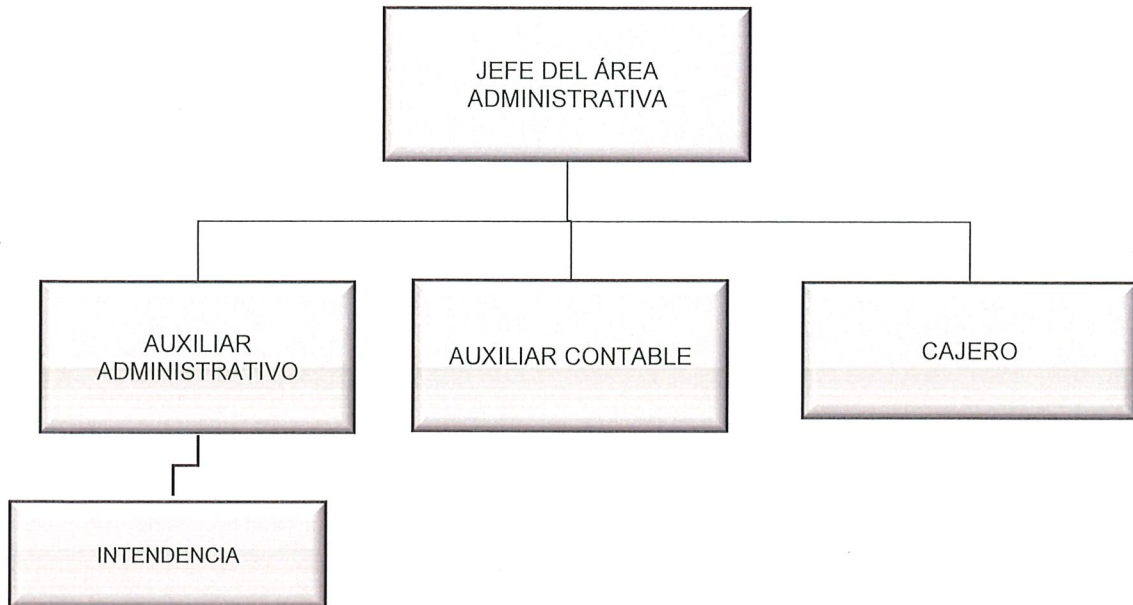 JEFE DEL ÁREA
ADMINISTRATIVA
AUXILIAR
ADMINISTRATIVO
AUXILIAR CONTABLE
CAJERO
INTENDENCIA